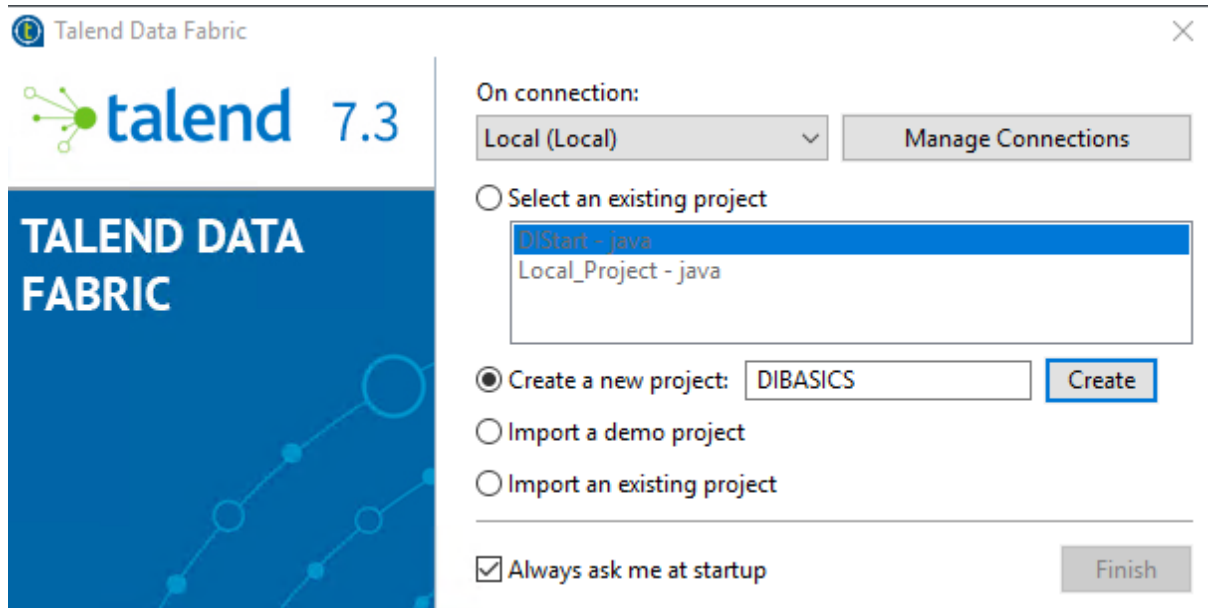 Talend Data Fabric
talend 7.3
TALEND DATA
FABRIC
On connection:
Local (Local)
Manage Connections
Select an existing project
DIStart - java
Local_Project - java
Create a new project:
DIBASICS
Create
Import a demo project
Import an existing project
Always ask me at startup
Finish